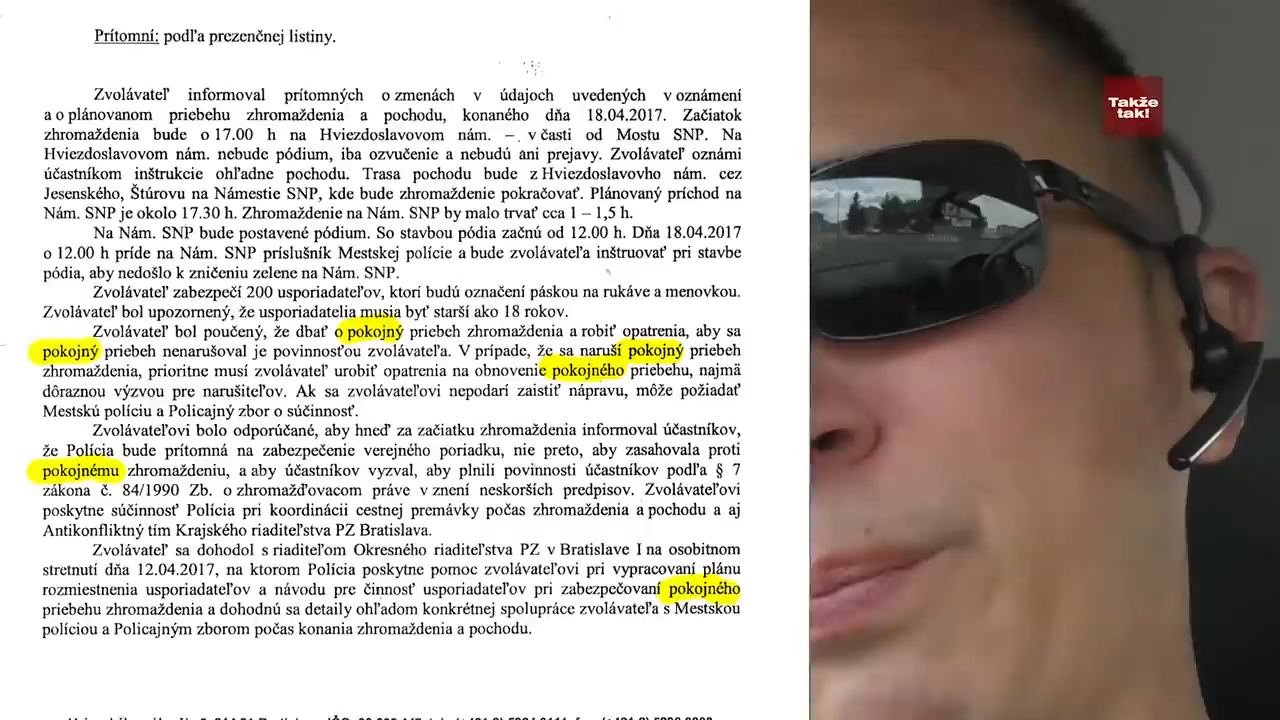 Prítomní: podľa prezenčnej listiny.
Zvolávateľ informoval prítomných o zmenách v údajoch uvedených v oznámení
a o plánovanom priebehu zhromaždenia a pochodu, konaného dňa 18.04.2017. Začiatok
zhromaždenia bude o 17.00 h na Hviezdoslavovom nám. – v časti od Mostu SNP. Na
Hviezdoslavovom nám. nebude pódium, iba ozvučenie a nebudú ani prejavy. Zvolávateľ oznámi
účastníkom inštrukcie ohľadne pochodu. Trasa pochodu bude z Hviezdoslavovho nám. cez
Jesenského, Štúrovu na Námestie SNP, kde bude zhromaždenie pokračovať. Plánovaný príchod na
Nám. SNP je okolo 17.30 h. Zhromaždenie na Nám. SNP by malo trvať cca 1 – 1,5 h.
Na Nám. SNP bude postavené pódium. So stavbou pódia začnú od 12.00 h. Dňa 18.04.2017
o 12.00 h príde na Nám. SNP príslušník Mestskej polície a bude zvolávateľa inštruovať pri stavbe
pódia, aby nedošlo k zničeniu zelene na Nám. SNP.
Zvolávateľ zabezpečí 200 usporiadateľov, ktorí budú označení páskou na rukáve a menovkou.
Zvolávateľ bol upozornený, že usporiadatelia musia byť starší ako 18 rokov.
Zvolávateľ bol poučený, že dbať o pokojný priebeh zhromaždenia a robiť opatrenia, aby sa
pokojný priebeh nenarušoval je povinnosťou zvolávateľa. V prípade, že sa naruší pokojný priebeh
zhromaždenia, prioritne musí zvolávateľ urobiť opatrenia na obnovenie pokojného priebehu, najmä
dôraznou výzvou pre narušiteľov. Ak sa zvolávateľovi nepodarí zaistiť nápravu, môže požiadať
Mestskú políciu a Policajný zbor o súčinnosť.
Zvolávateľovi bolo odporúčané, aby hneď za začiatku zhromaždenia informoval účastníkov,
že Polícia bude prítomná na zabezpečenie verejného poriadku, nie preto, aby zasahovala proti
pokojnému zhromaždeniu, a aby účastníkov vyzval, aby plnili povinnosti účastníkov podľa § 7
zákona č. 84/1990 Zb. o zhromažďovacom práve v znení neskorších predpisov. Zvolávateľovi
poskytne súčinnosť Polícia pri koordinácii cestnej premávky počas zhromaždenia a pochodu a aj
Antikonfliktný tím Krajského riaditeľstva PZ Bratislava.
Zvolávateľ sa dohodol s riaditeľom Okresného riaditeľstva PZ v Bratislave I na osobitnom
stretnutí dňa 12.04.2017, na ktorom Polícia poskytne pomoc zvolávateľovi pri vypracovaní plánu
rozmiestnenia usporiadateľov a návodu pre činnosť usporiadateľov pri zabezpečovaní pokojného
priebehu zhromaždenia a dohodnú sa detaily ohľadom konkrétnej spolupráce zvolávateľa s Mestskou
políciou a Policajným zborom počas konania zhromaždenia a pochodu.
Takže
tak!